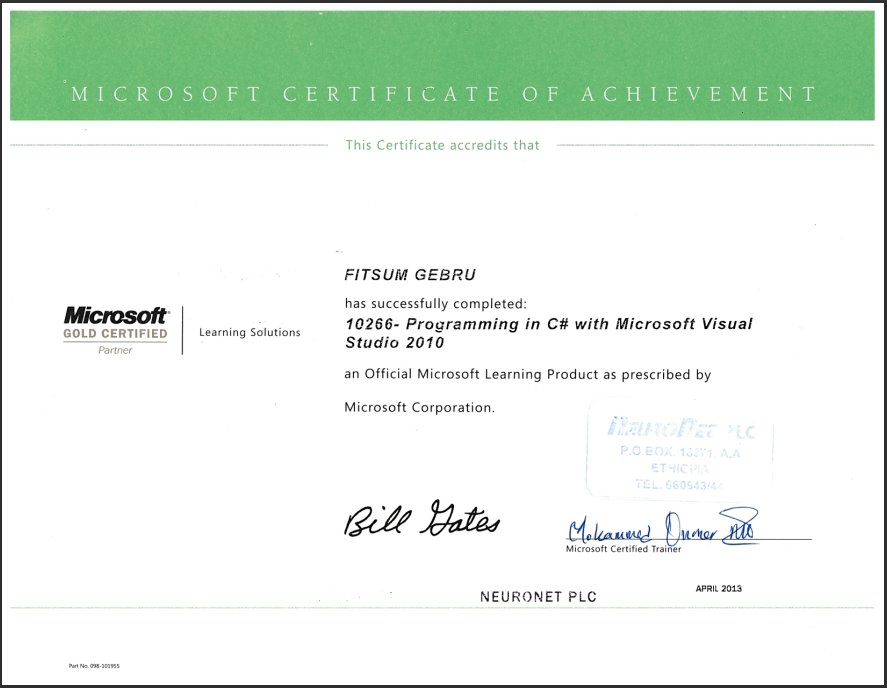 MICROSOFT CERTIFICATE OF ACHIEVEMENT
This Certificate accredits that
FITSUM GEBRU
has successfully completed:
10266- Programming in C# with Microsoft Visual
Studio 2010
an Official Microsoft Learning Product as prescribed by
Microsoft Corporation.
Microsoft
GOLD CERTIFIED
Partner
Learning Solutions
NEURONET PLC
P.O.BOX. A.A
ETHIOPIA
TEL. 660943/44
Bill Gates
Mohammed Ommer
Microsoft Certified Trainer
APRIL 2013
NEURONET PLC
Part No. 098-101955